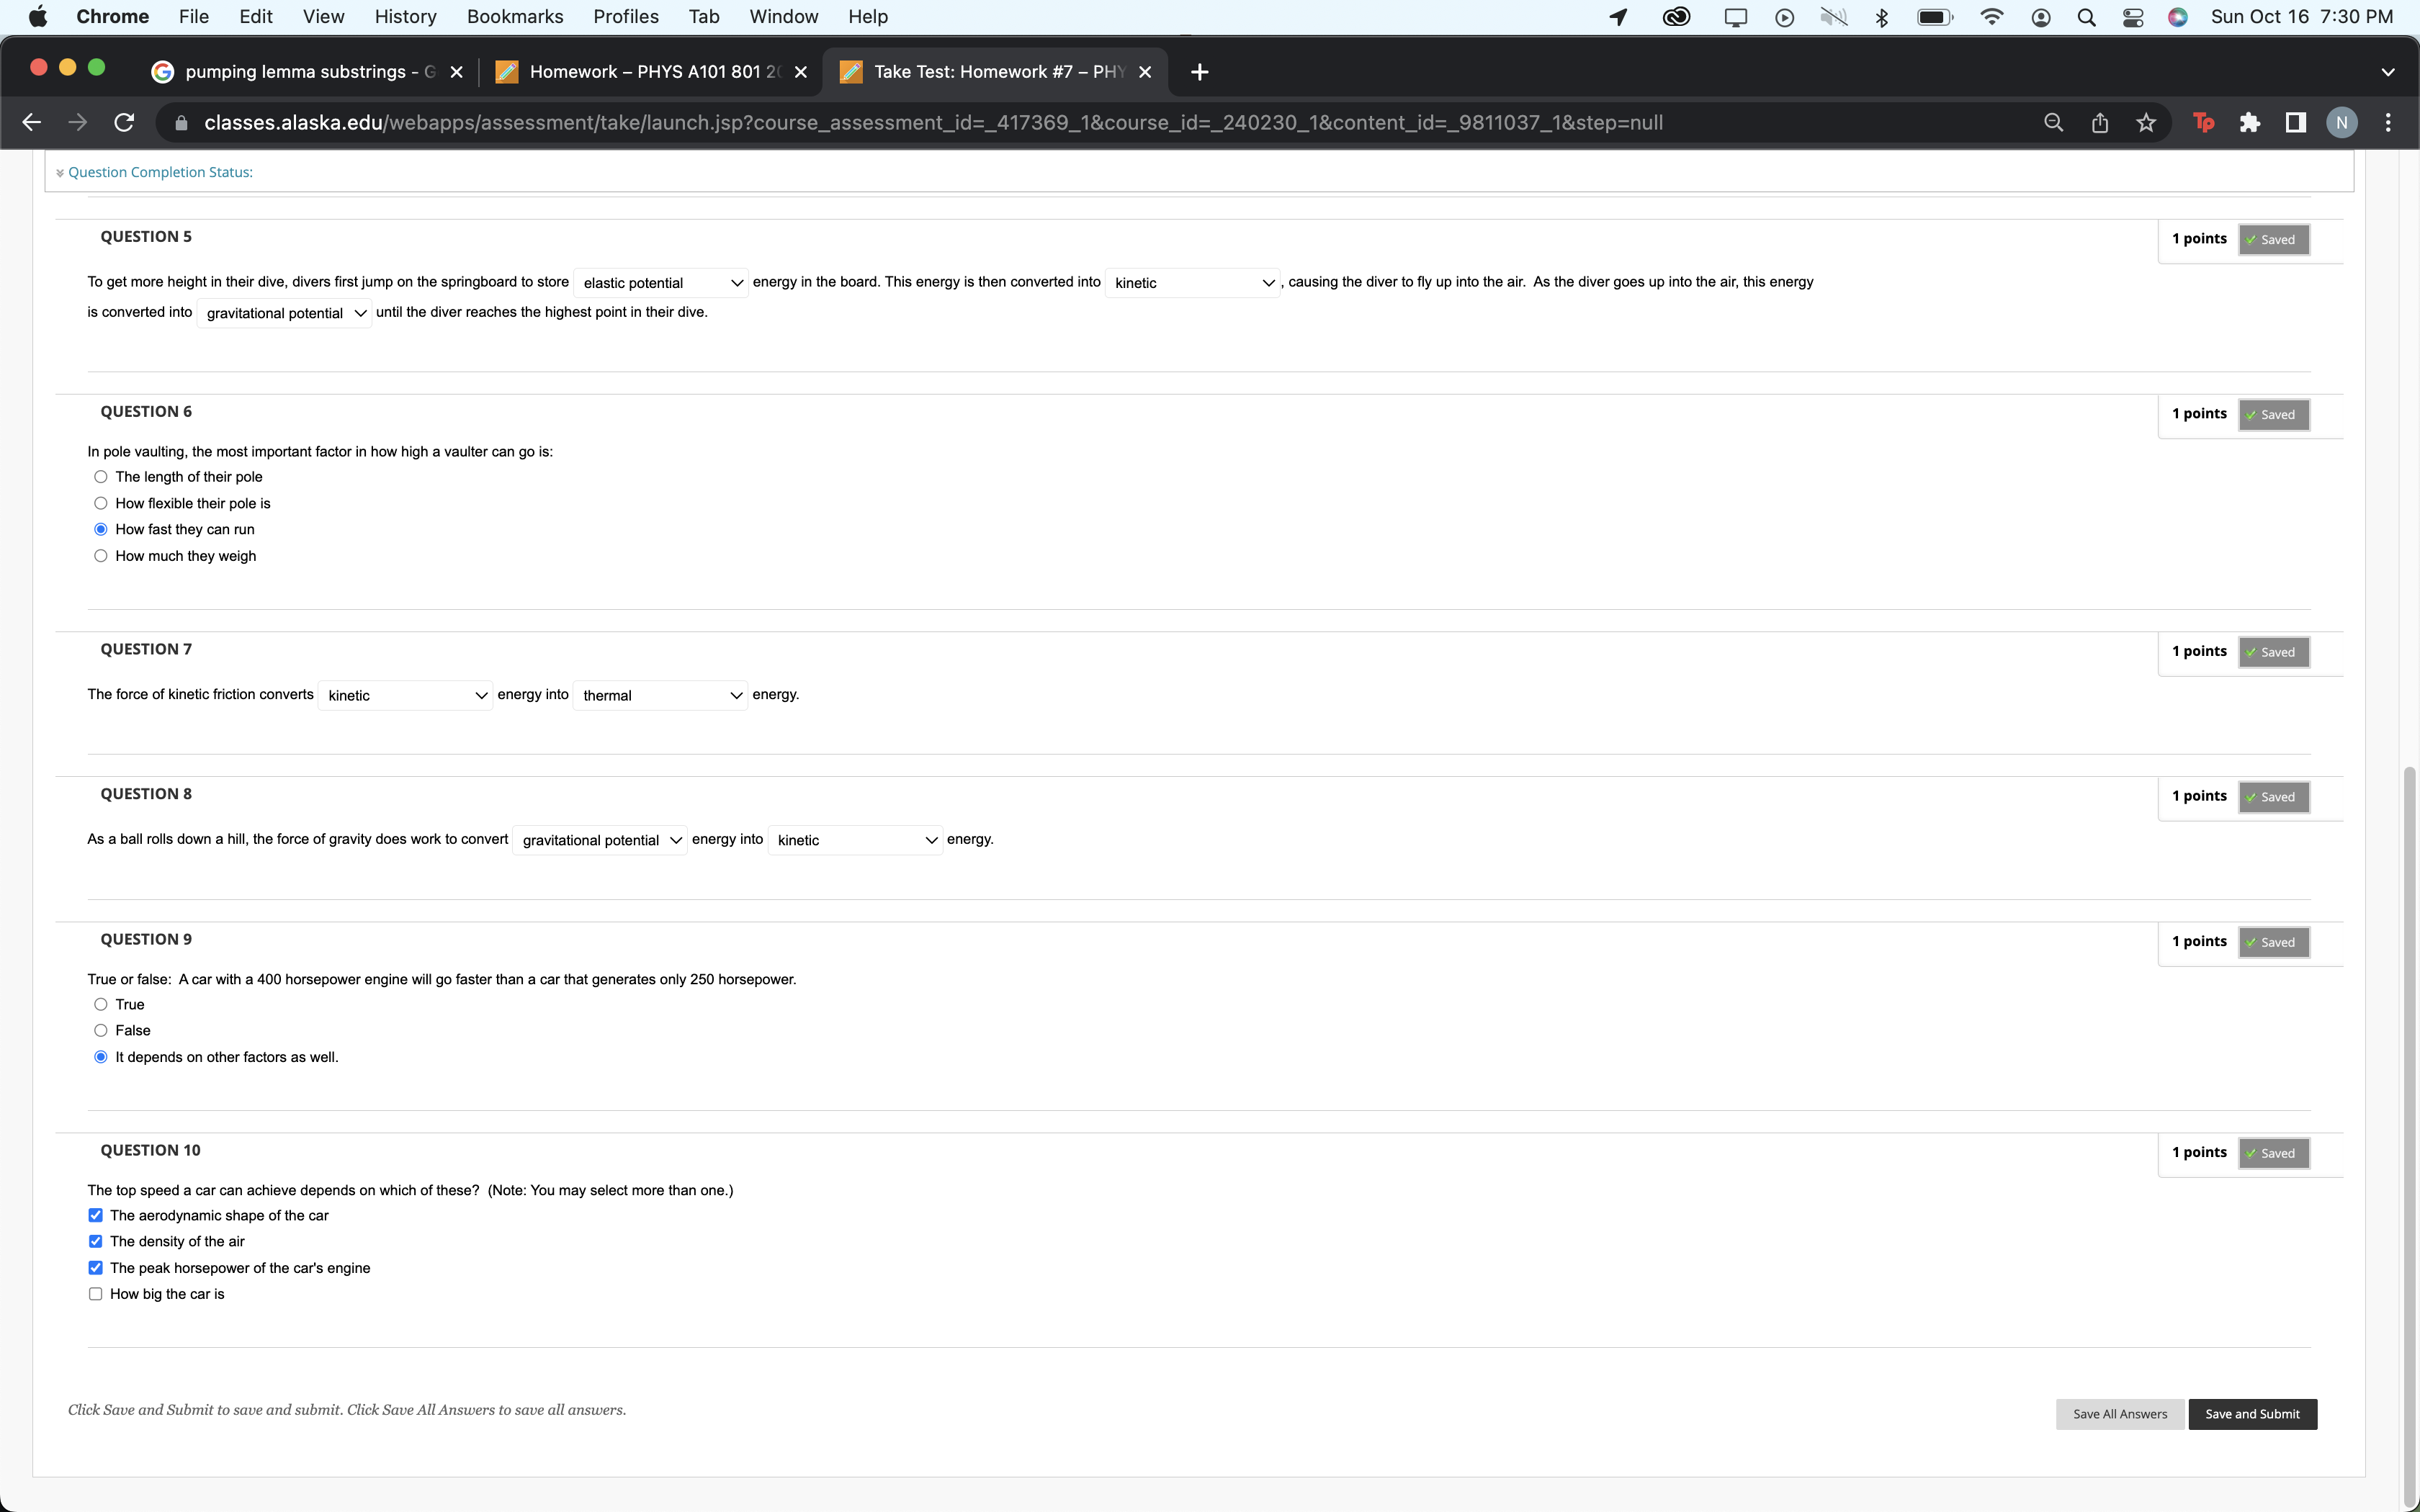 Chrome File Edit View History Bookmarks Profiles Tab Window Help Sun Oct 16 7:30 PM
pumping lemma substrings - G Homework – PHYS A101 801 20 Take Test: Homework #7 – PHY
classes.alaska.edu/webapps/assessment/take/launch.jsp?course_assessment_id=_417369_1&course_id=_240230_1&content_id=_9811037_1&step=null Tp N
Question Completion Status:
QUESTION 5 1 points Saved
To get more height in their dive, divers first jump on the springboard to store elastic potential energy in the board. This energy is then converted into kinetic , causing the diver to fly up into the air. As the diver goes up into the air, this energy
is converted into gravitational potential until the diver reaches the highest point in their dive.
QUESTION 6 1 points Saved
In pole vaulting, the most important factor in how high a vaulter can go is:
The length of their pole
How flexible their pole is
How fast they can run
How much they weigh
QUESTION 7 1 points Saved
The force of kinetic friction converts kinetic energy into thermal energy.
QUESTION 8 1 points Saved
As a ball rolls down a hill, the force of gravity does work to convert gravitational potential energy into kinetic energy.
QUESTION 9 1 points Saved
True or false: A car with a 400 horsepower engine will go faster than a car that generates only 250 horsepower.
True
False
It depends on other factors as well.
QUESTION 10 1 points Saved
The top speed a car can achieve depends on which of these? (Note: You may select more than one.)
The aerodynamic shape of the car
The density of the air
The peak horsepower of the car's engine
How big the car is
Click Save and Submit to save and submit. Click Save All Answers to save all answers. Save All Answers Save and Submit